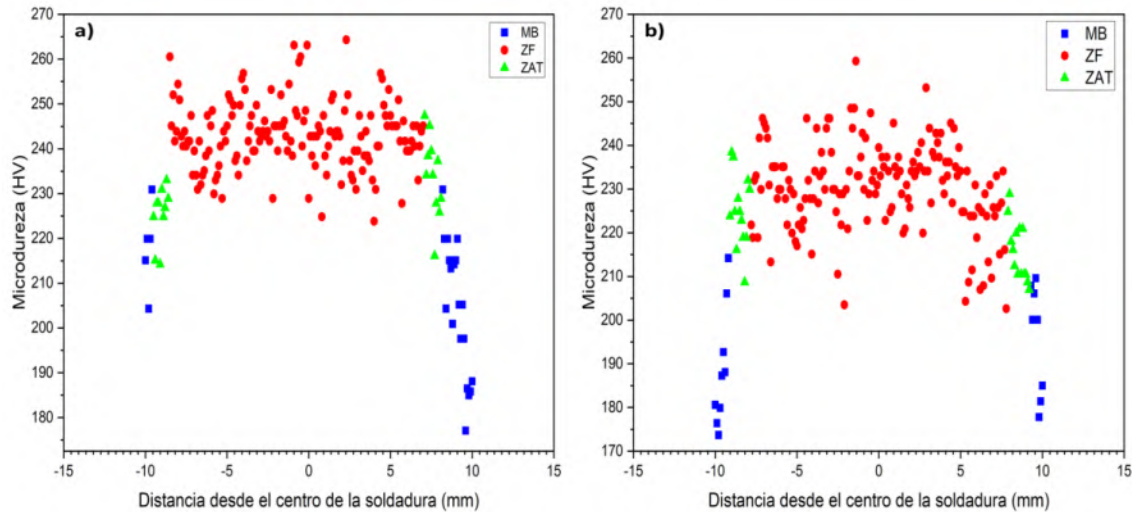 a)
MB
ZF
ZAT
270
260
250
240
230
220
210
200
190
180
Microdureza (HV)
-15 -10 -5 0 5 10 15
Distancia desde el centro de la soldadura (mm)
b)
MB
ZF
ZAT
270
260
250
240
230
220
210
200
190
180
170
Microdureza (HV)
-15 -10 -5 0 5 10 15
Distancia desde el centro de la soldadura (mm)